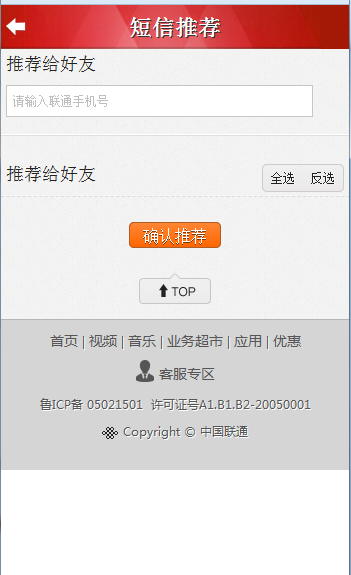 短信推荐
推荐给好友
请输入联通手机号
推荐给好友
全选 反选
确认推荐
TOP
首页 | 视频 | 音乐 | 业务超市 | 应用 | 优惠
客服专区
鲁ICP备 05021501 许可证号A1.B1.B2-20050001
Copyright © 中国联通